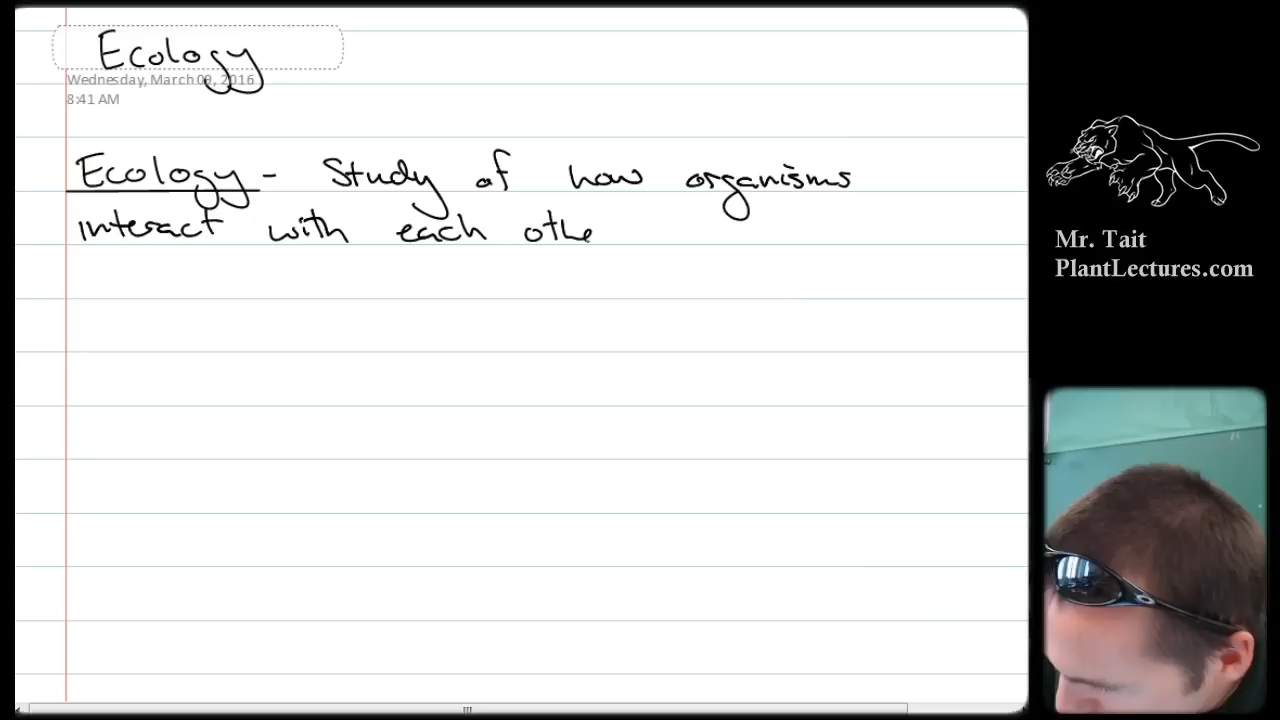 Ecology
Wednesday, March 09, 2016
8:41 AM
Ecology - Study of how organisms
interact with each othe
Mr. Tait
PlantLectures.com